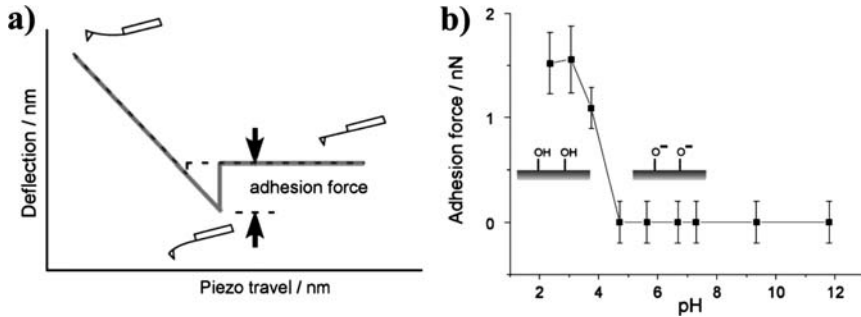 a)
Deflection / nm
adhesion force
Piezo travel / nm
b)
Adhesion force / nN
2
1
0
OH OH
O⁻ O⁻
2 4 6 8 10 12
pH